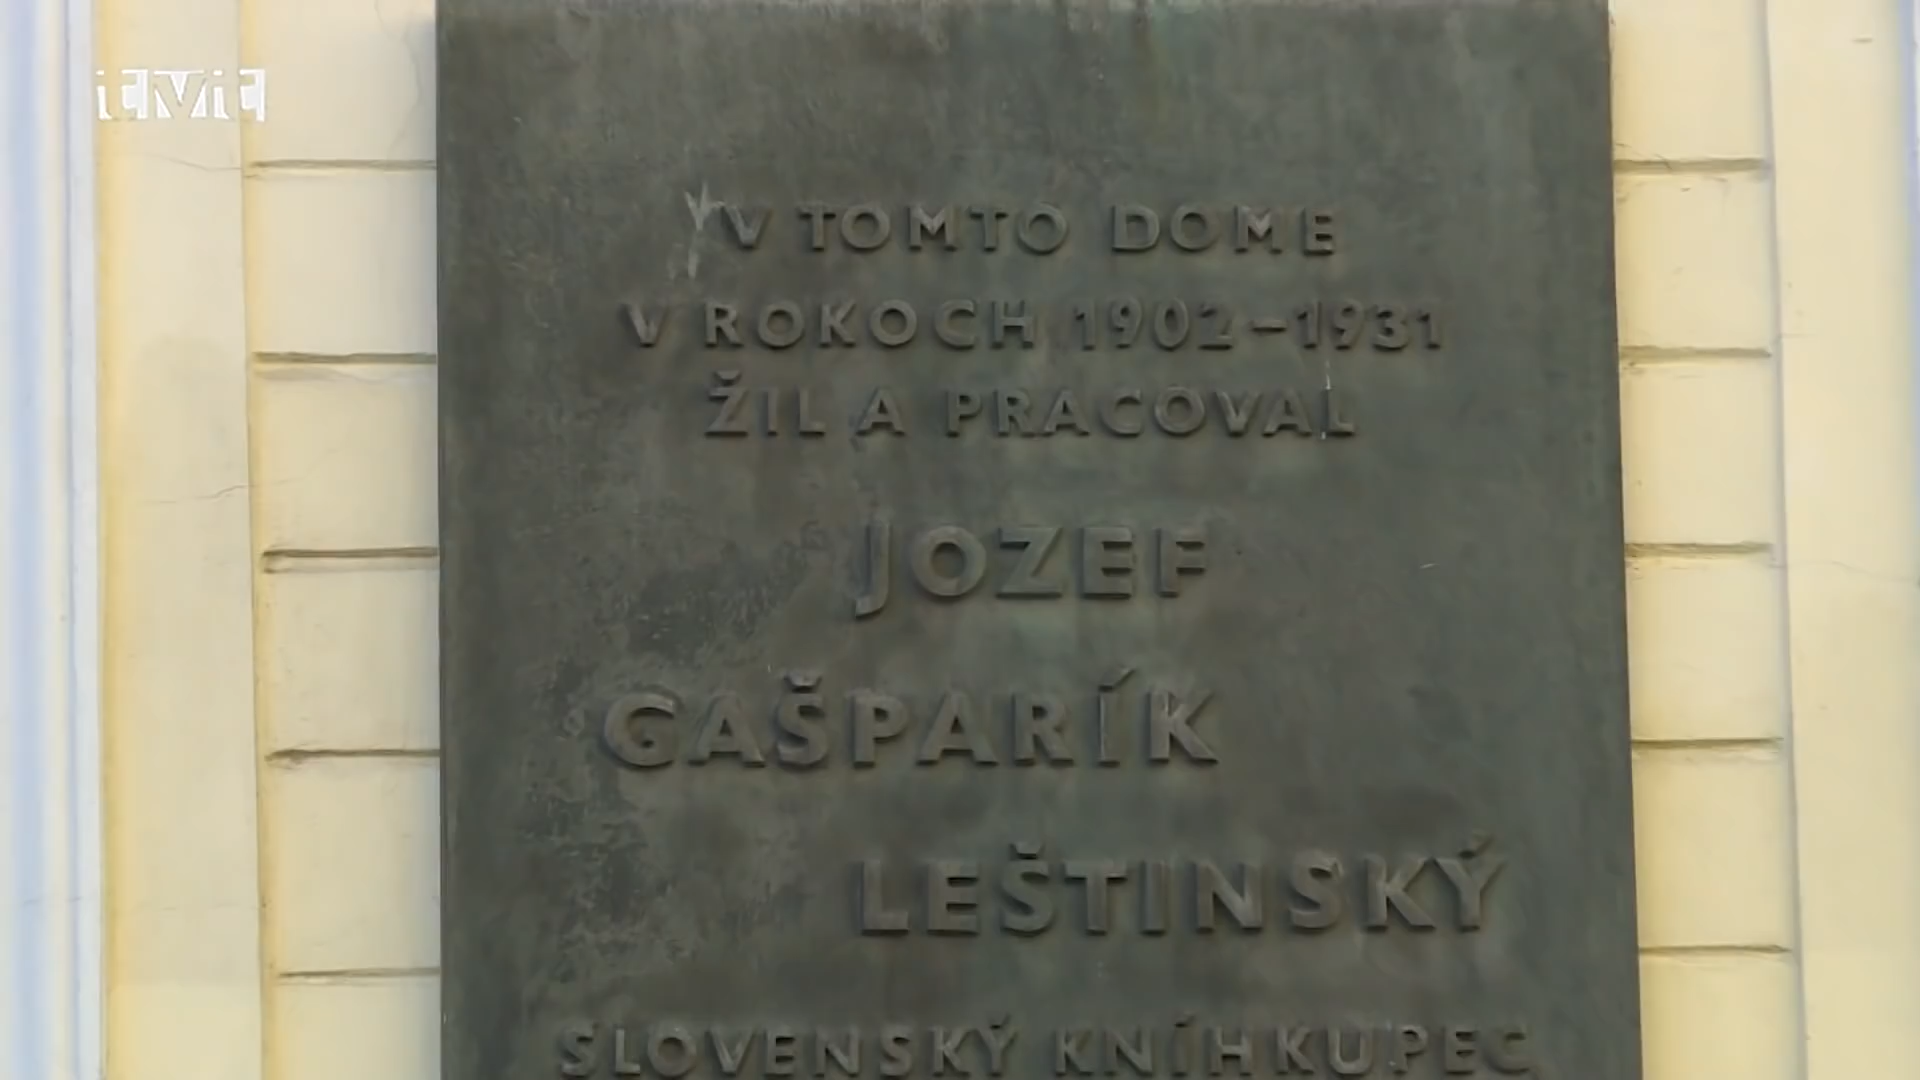 V TOMTO DOME
V ROKOCH 1902–1931
ŽIL A PRACOVAL
JOZEF
GAŠPARÍK
LEŠTINSKÝ
SLOVENSKÝ KNÍHKUPEC